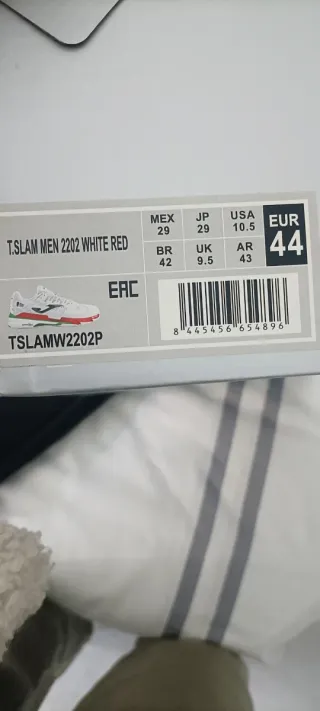 T.SLAM MEN 2202 WHITE RED
MEX 29
JP 29
USA 10.5
BR 42
UK 9.5
AR 43
EUR 44
EAC
TSLAMW2202P
8 445456 654896